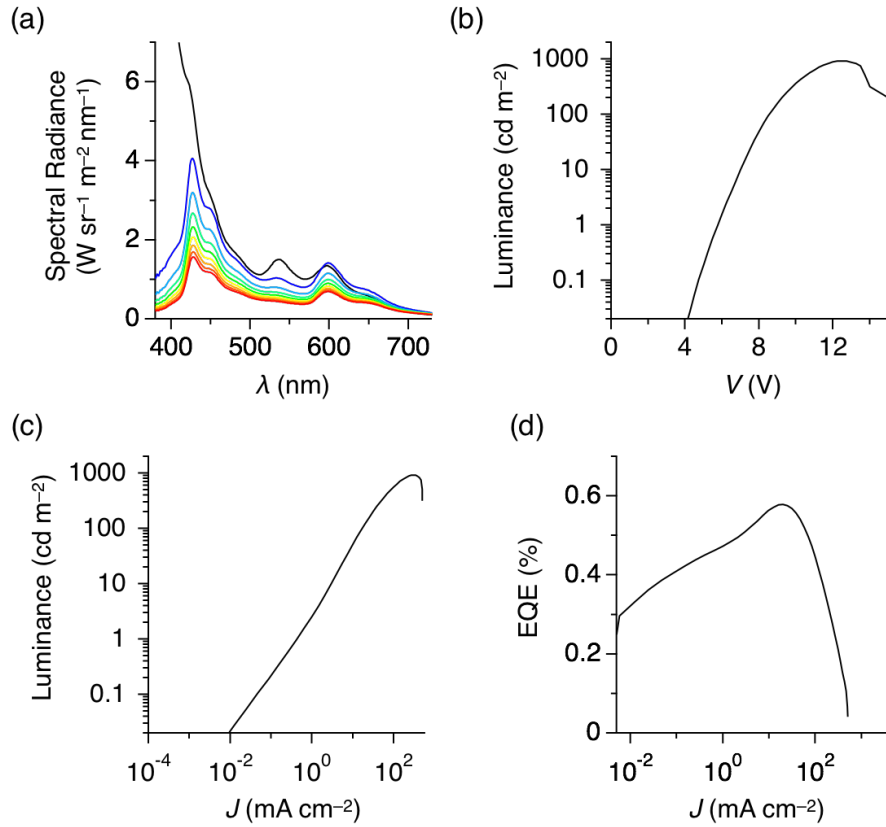 (a)
Spectral Radiance
(W sr⁻¹ m⁻² nm⁻¹)
6
4
2
0
400 500 600 700
λ (nm)
(b)
Luminance (cd m⁻²)
1000
100
10
1
0.1
0 4 8 12
V (V)
(c)
Luminance (cd m⁻²)
1000
100
10
1
0.1
10⁻⁴ 10⁻² 10⁰ 10²
J (mA cm⁻²)
(d)
EQE (%)
0.6
0.4
0.2
0
10⁻² 10⁰ 10²
J (mA cm⁻²)